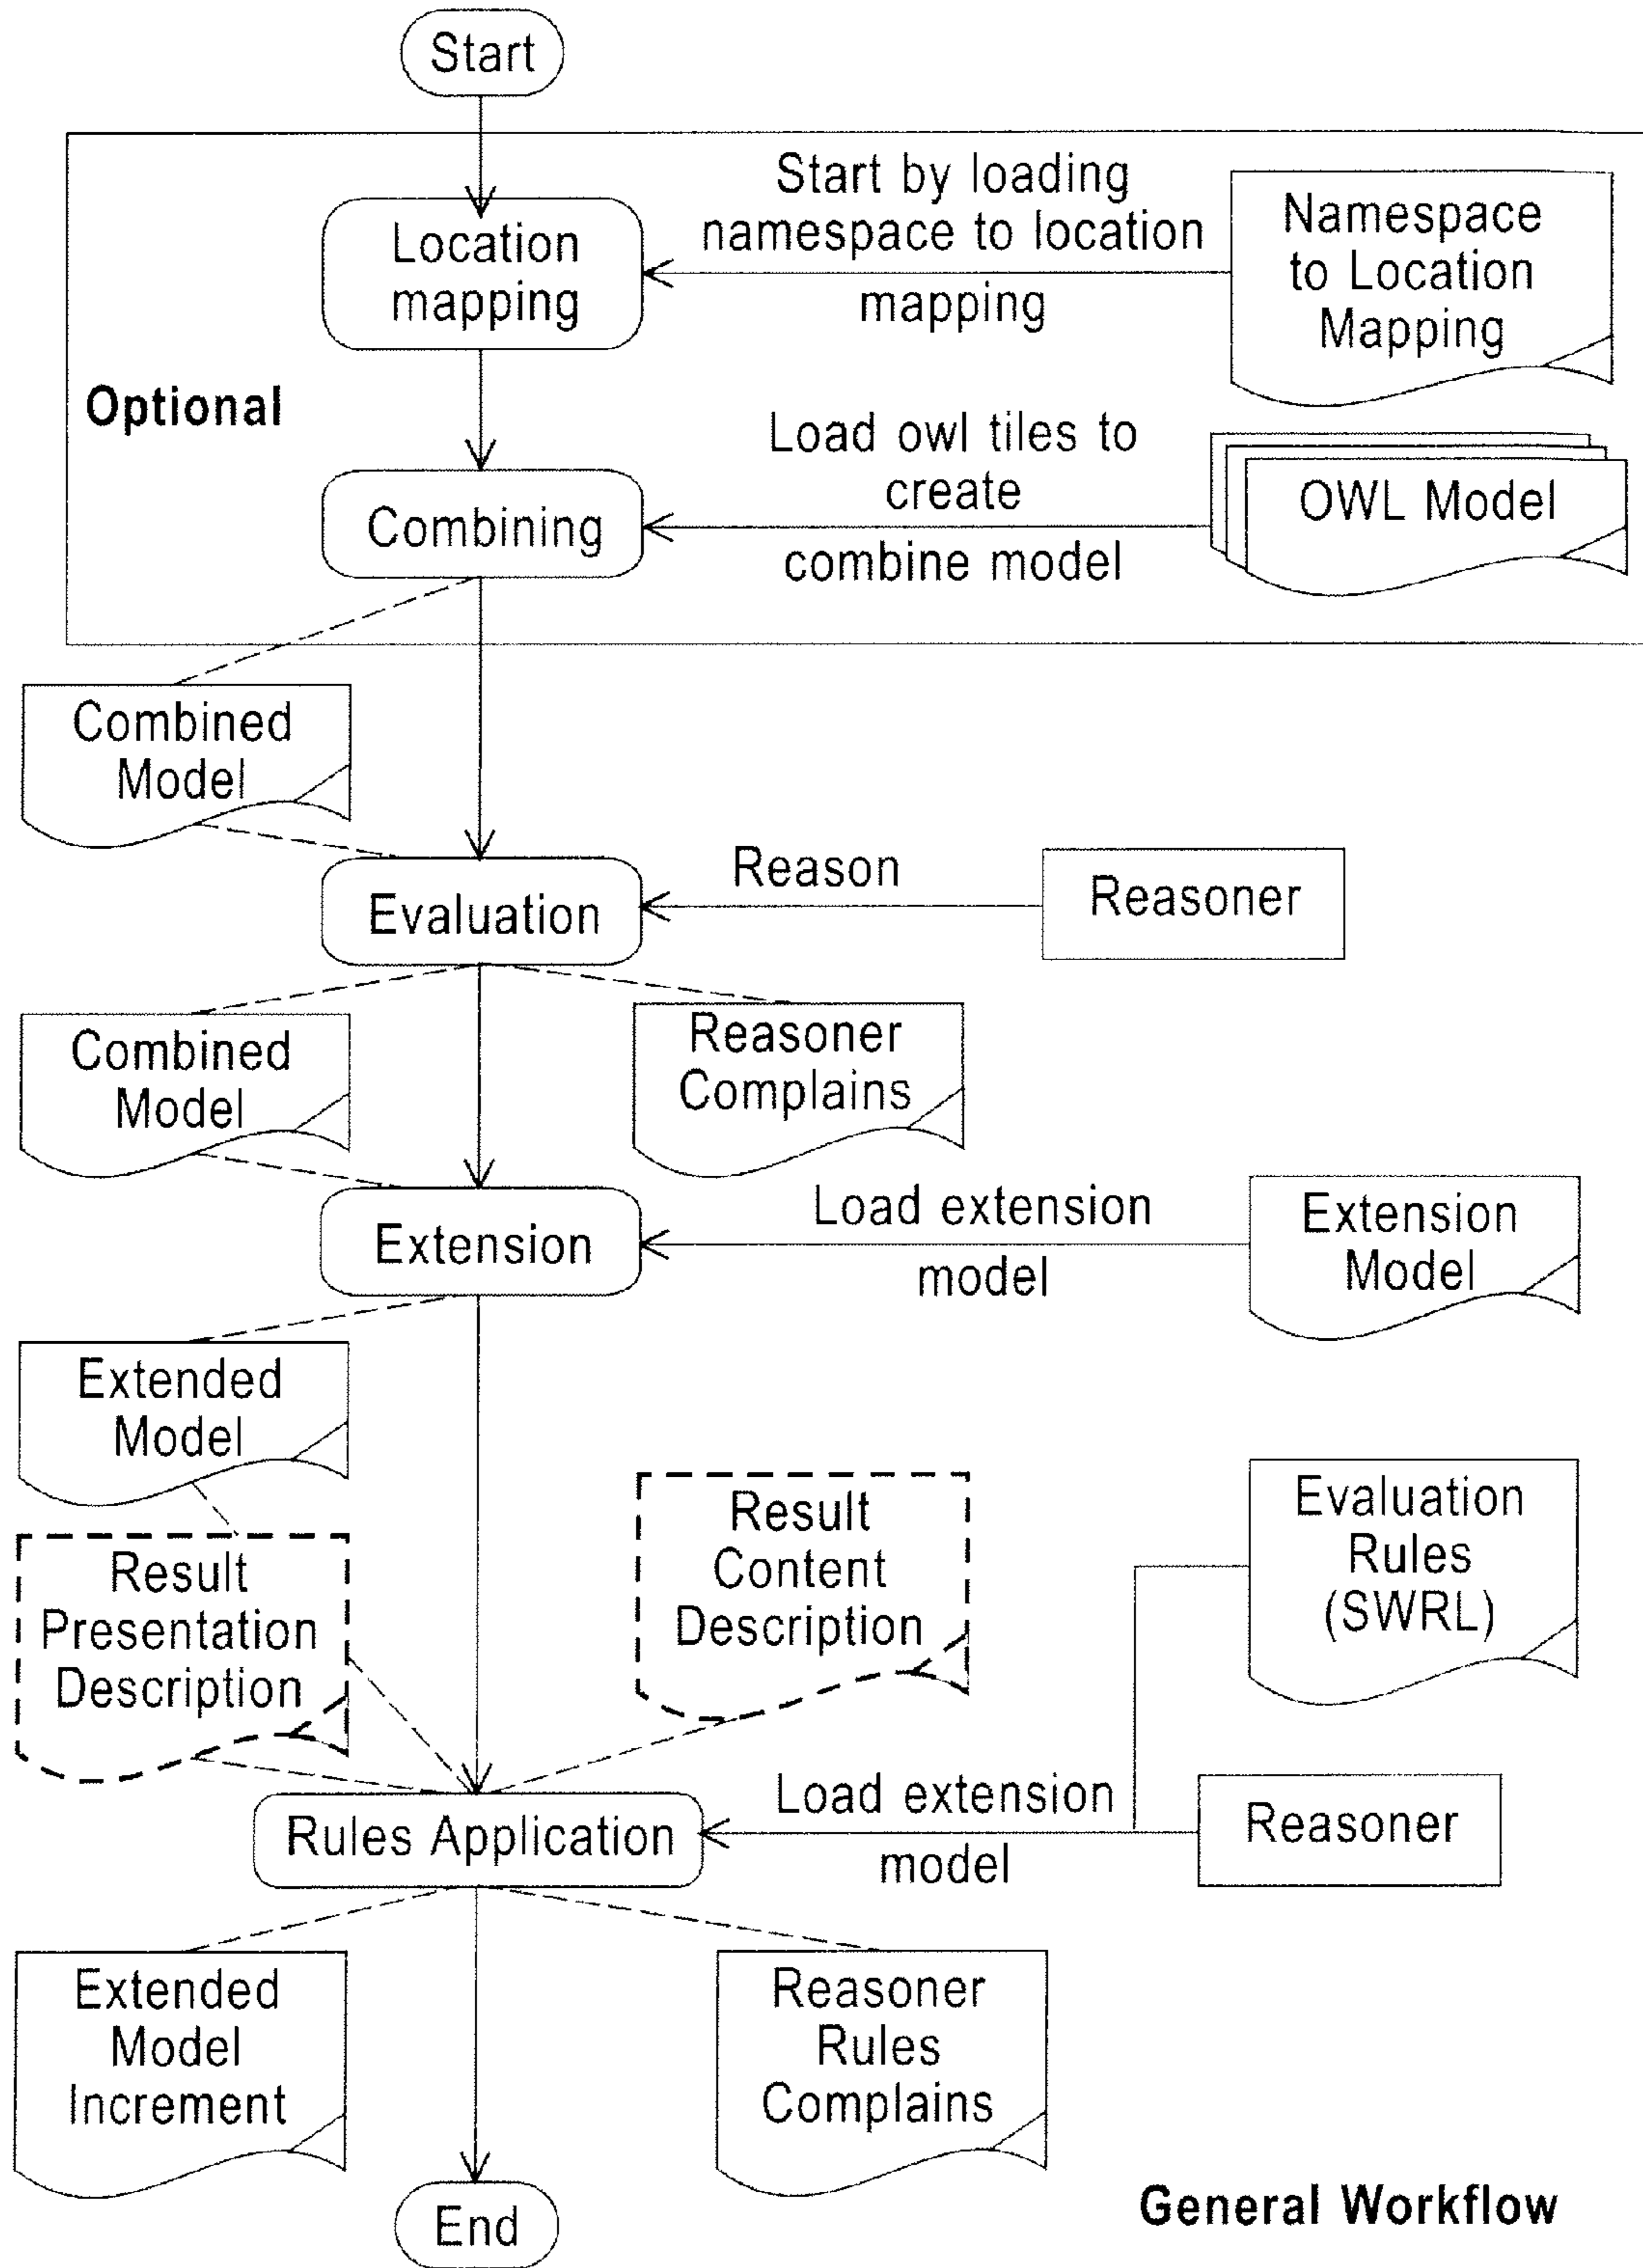 Start
Start by loading
namespace to location
mapping
Namespace
to Location
Mapping
Location
mapping
Optional
Load owl tiles to
create
combine model
OWL Model
Combining
Combined
Model
Reason
Reasoner
Evaluation
Combined
Model
Reasoner
Complains
Load extension
model
Extension
Model
Extension
Extended
Model
Result
Presentation
Description
Result
Content
Description
Evaluation
Rules
(SWRL)
Load extension
model
Reasoner
Rules Application
Extended
Model
Increment
Reasoner
Rules
Complains
End
General Workflow